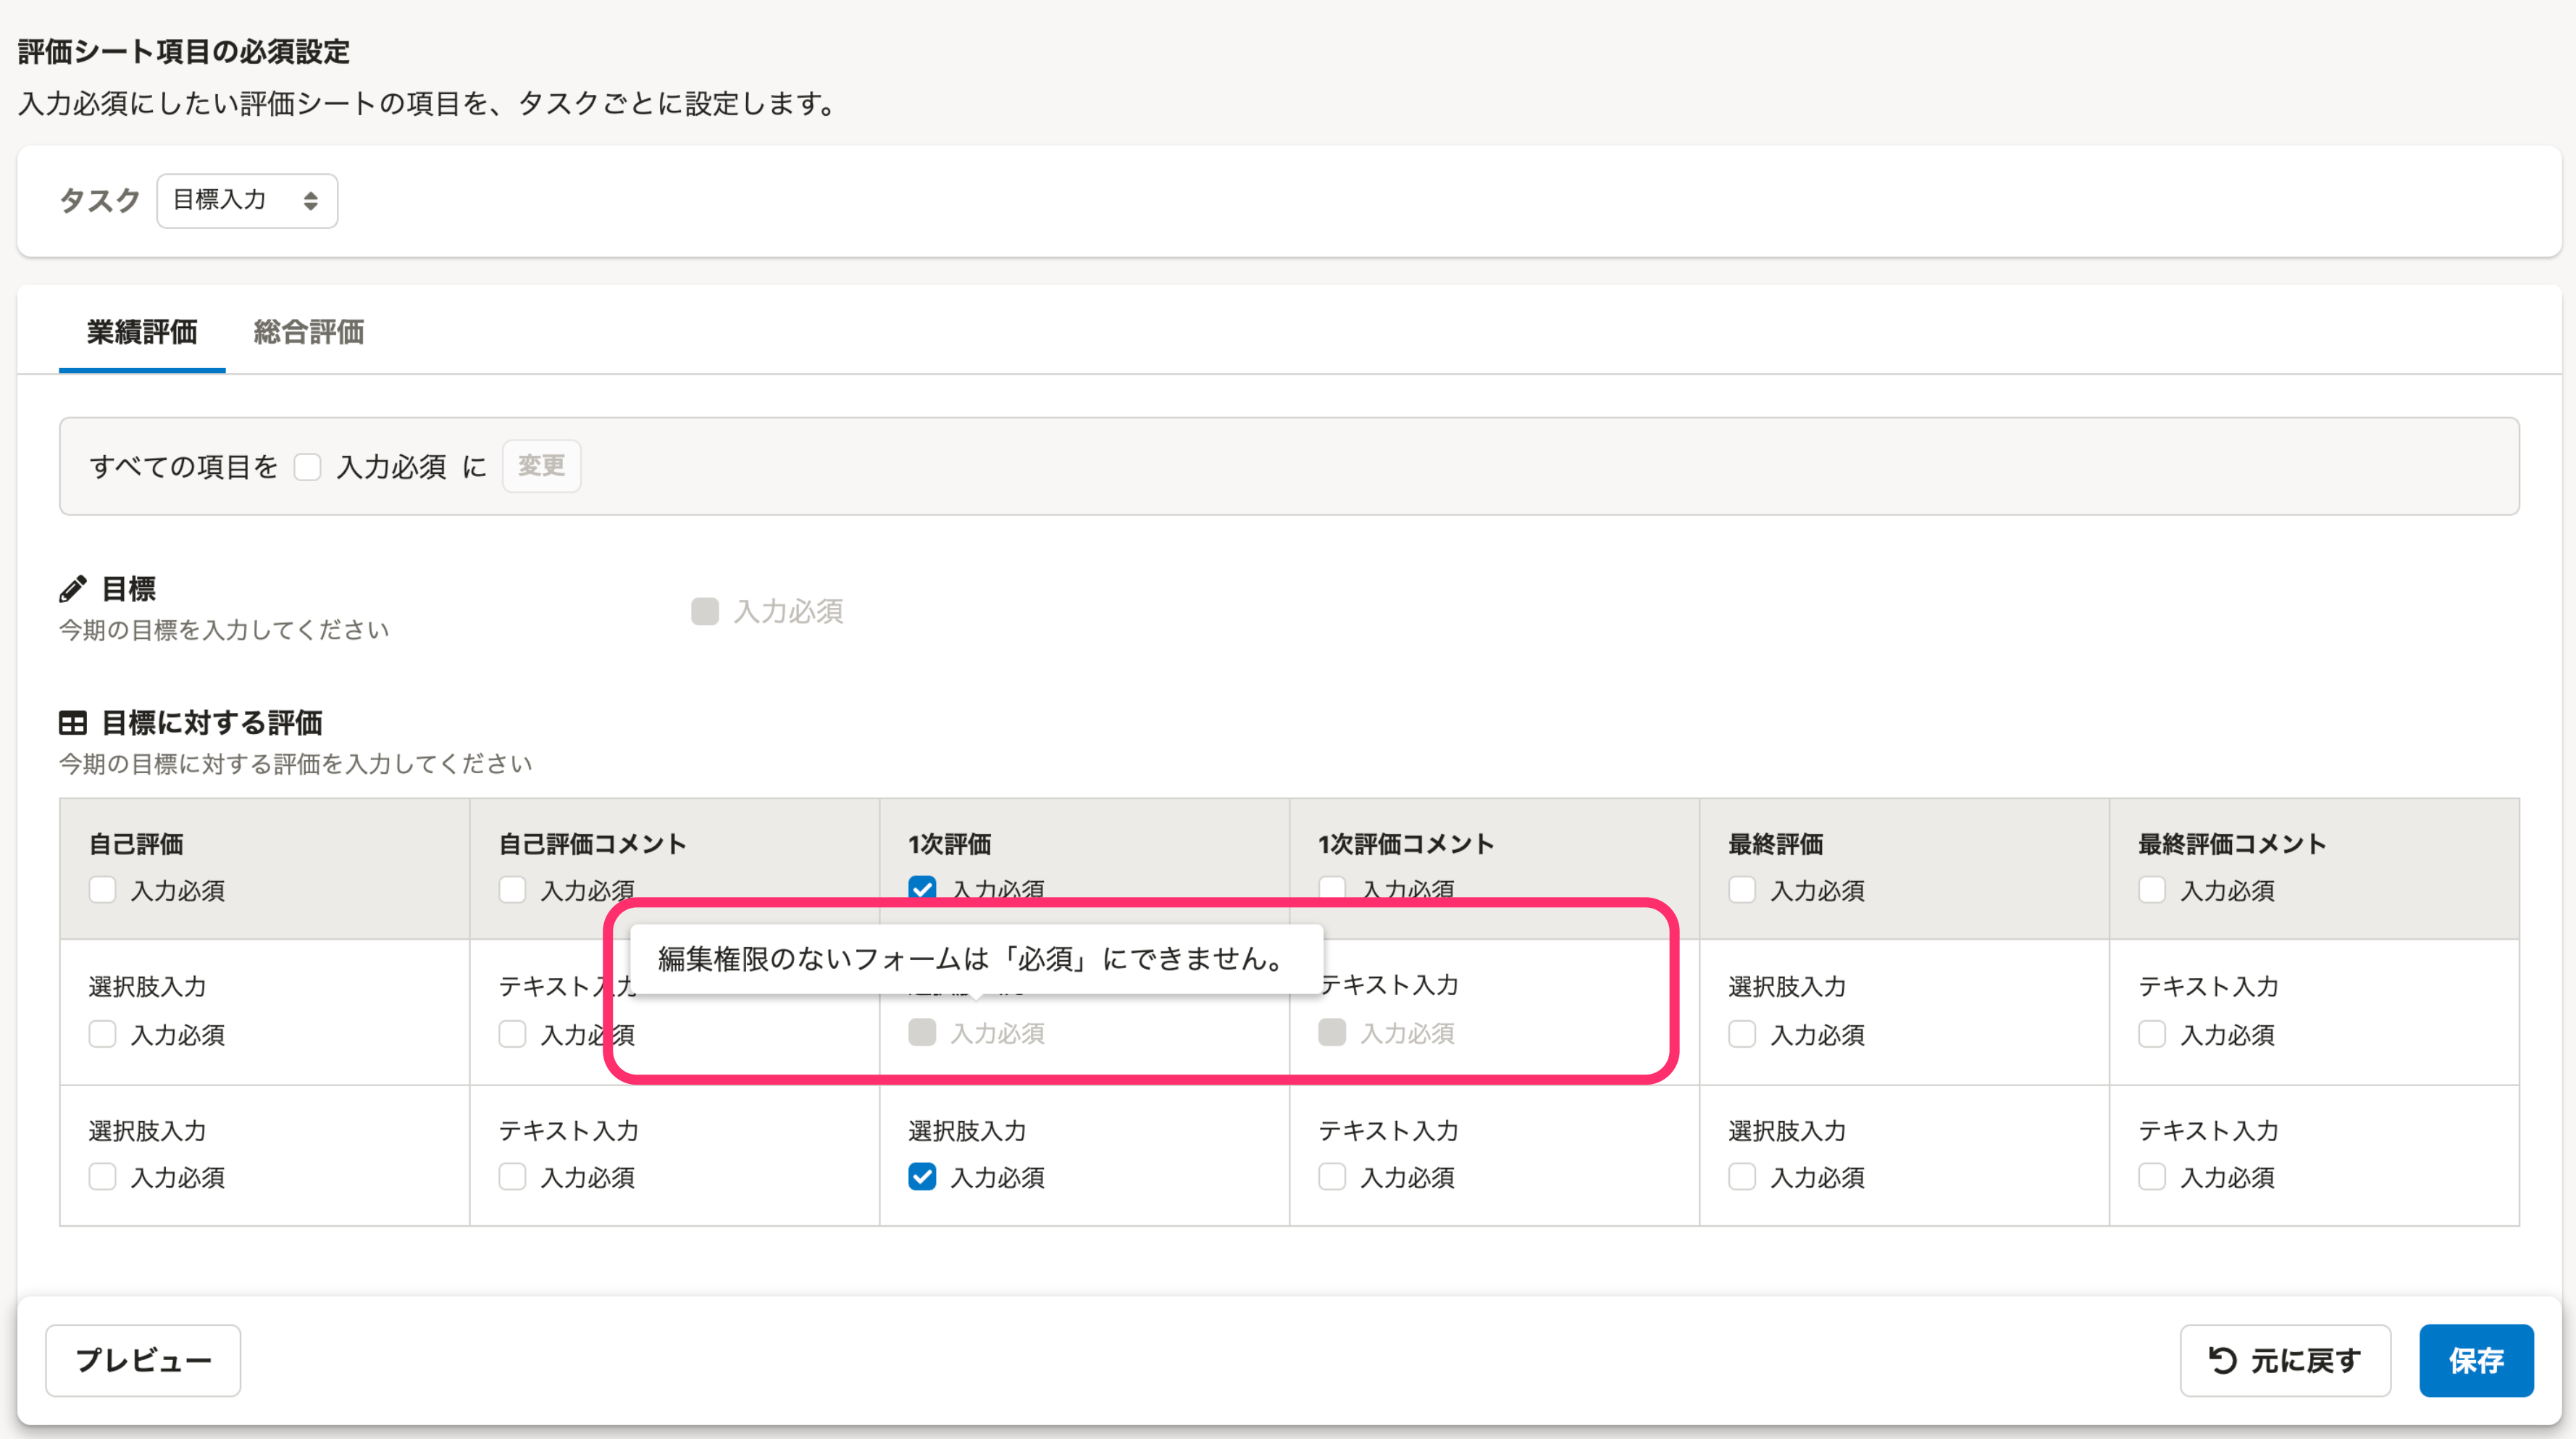 評価シート項目の必須設定
入力必須にしたい評価シートの項目を、タスクごとに設定します。
タスク 目標入力
業績評価 総合評価
すべての項目を 入力必須 に 変更
目標
今期の目標を入力してください
入力必須
目標に対する評価
今期の目標に対する評価を入力してください
自己評価 自己評価コメント 1次評価 1次評価コメント 最終評価 最終評価コメント
入力必須 入力必須 入力必須 入力必須 入力必須 入力必須
編集権限のないフォームは「必須」にできません。
選択肢入力 テキスト入力 テキスト入力 選択肢入力 テキスト入力
入力必須 入力必須 入力必須 入力必須 入力必須 入力必須
選択肢入力 テキスト入力 選択肢入力 テキスト入力 選択肢入力 テキスト入力
入力必須 入力必須 入力必須 入力必須 入力必須 入力必須
プレビュー 元に戻す 保存